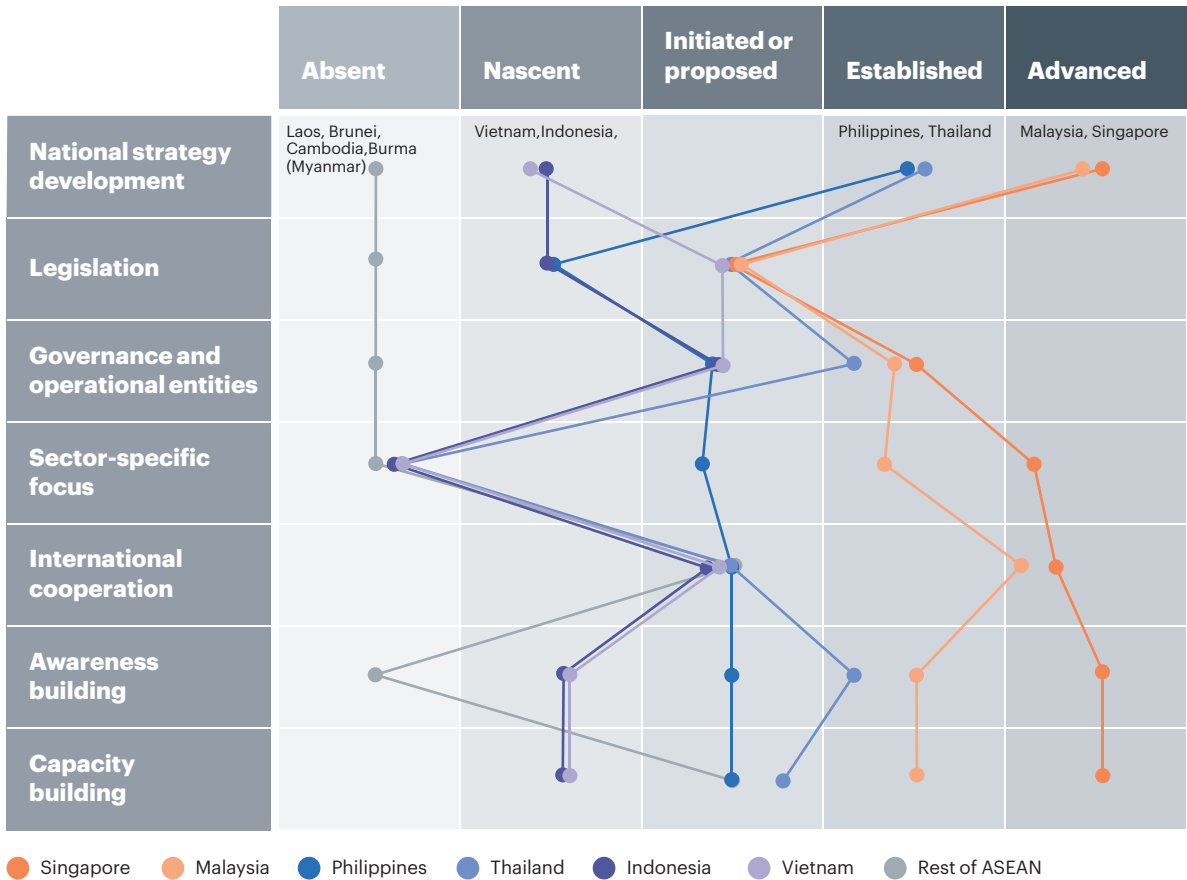 Absent
Nascent
Initiated or
proposed
Established
Advanced
National strategy
development
Laos, Brunei,
Cambodia,Burma
(Myanmar)
Vietnam,Indonesia,
Philippines, Thailand
Malaysia, Singapore
Legislation
Governance and
operational entities
Sector-specific
focus
International
cooperation
Awareness
building
Capacity
building
Singapore
Malaysia
Philippines
Thailand
Indonesia
Vietnam
Rest of ASEAN